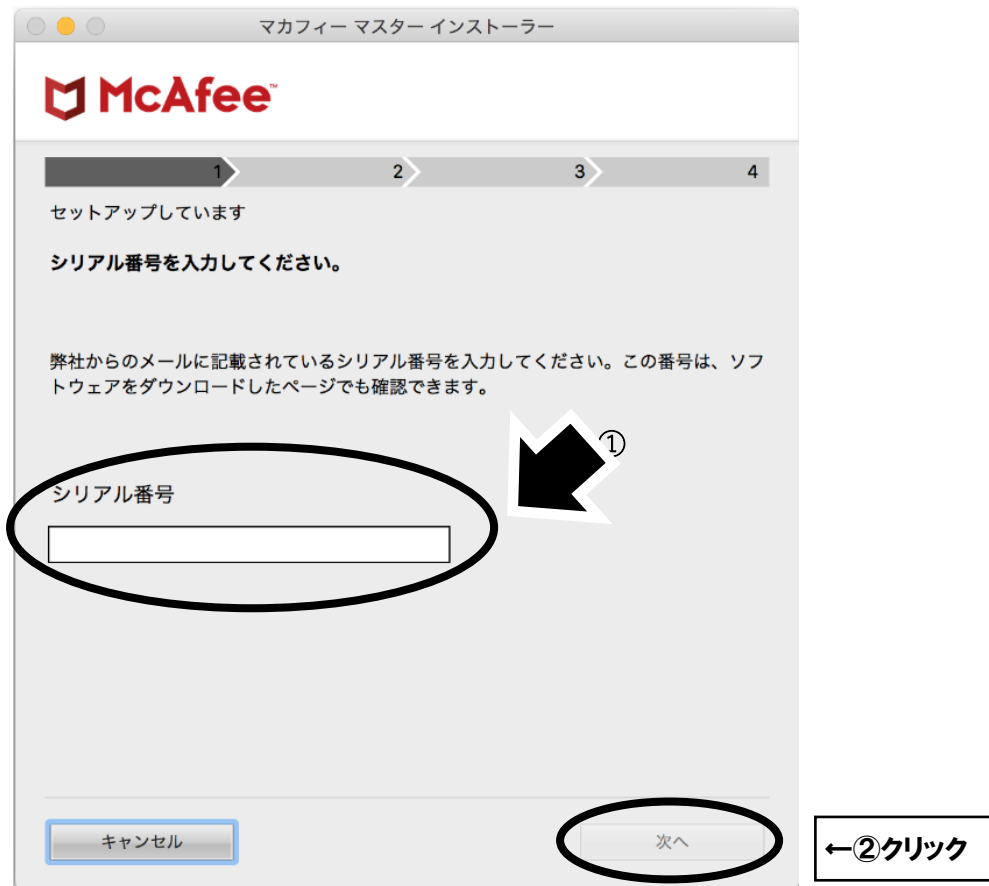 マカフィー マスター インストーラー
McAfee™
1 2 3 4
セットアップしています
シリアル番号を入力してください。
弊社からのメールに記載されているシリアル番号を入力してください。この番号は、ソフ
トウェアをダウンロードしたページでも確認できます。
①
シリアル番号
キャンセル
次へ
←②クリック